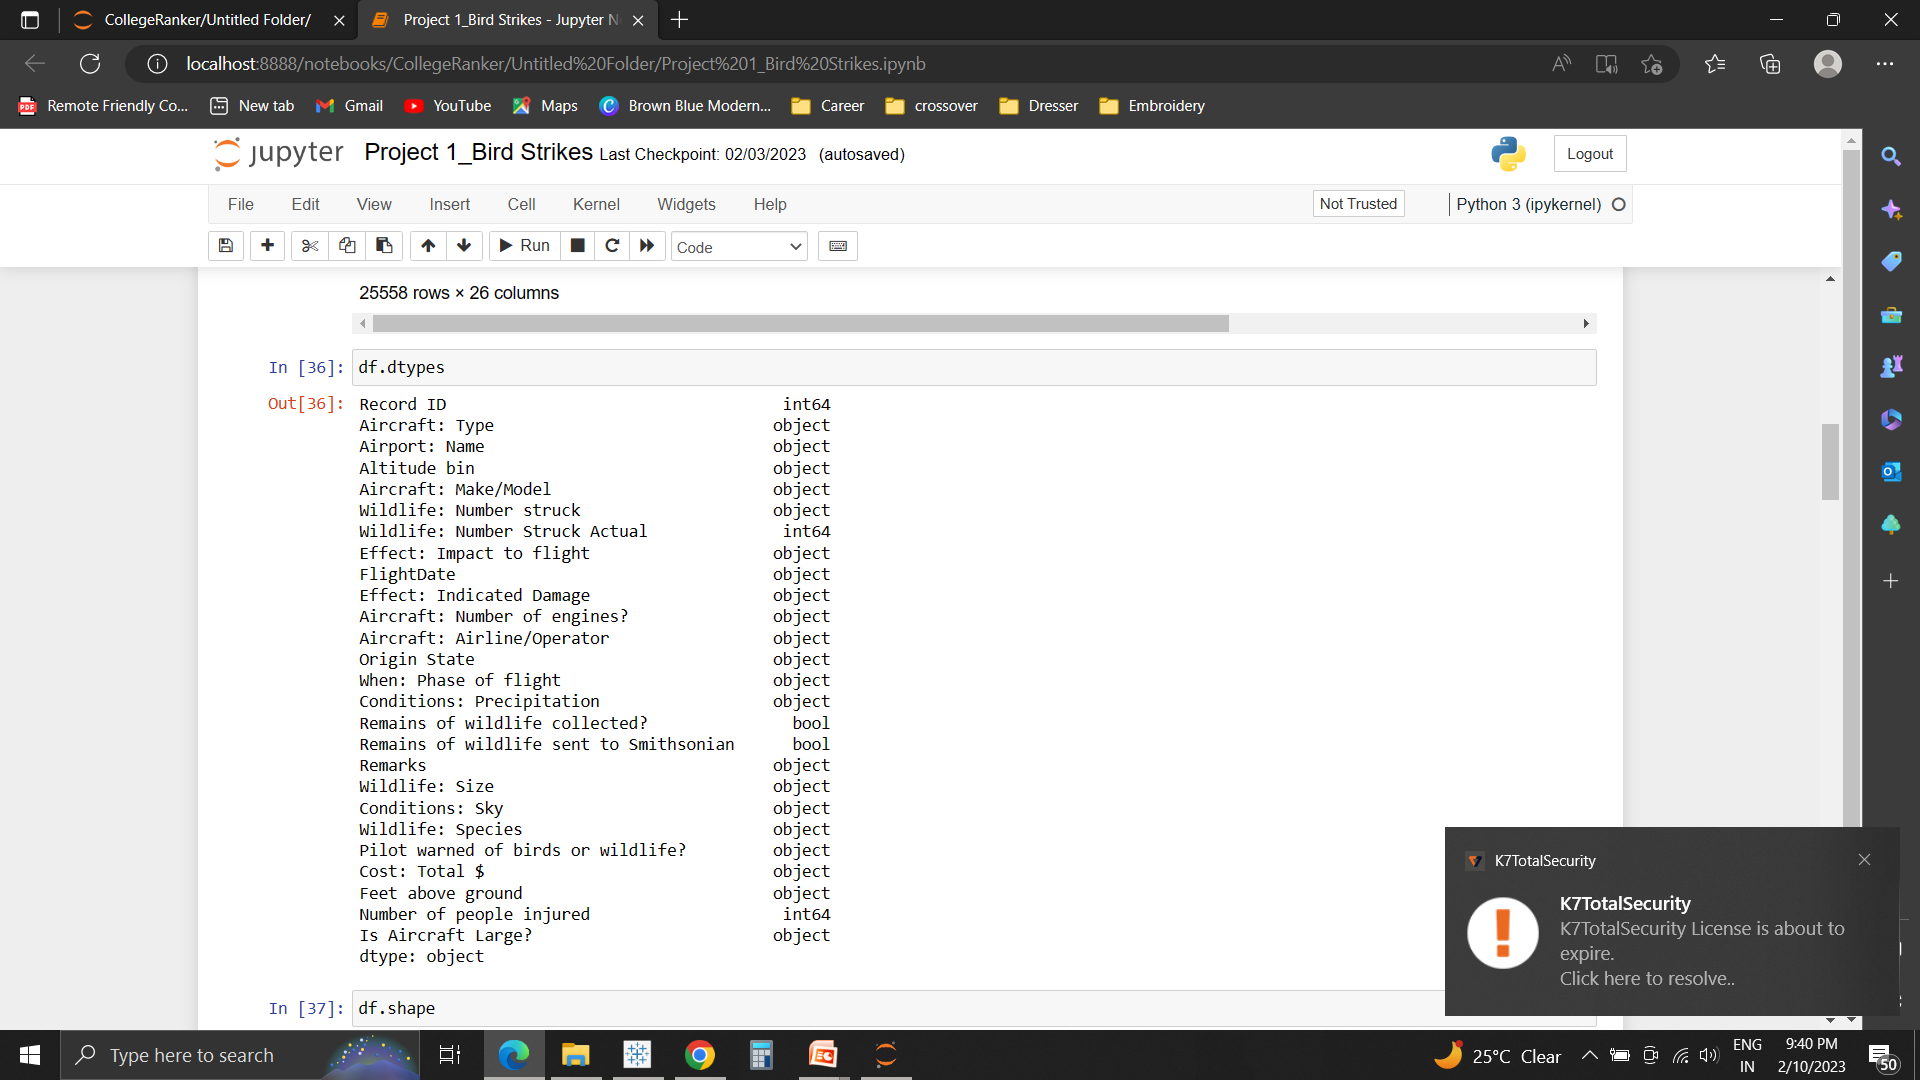 CollegeRanker/Untitled Folder/
Project 1_Bird Strikes - Jupyter N
localhost:8888/notebooks/CollegeRanker/Untitled%20Folder/Project%201_Bird%20Strikes.ipynb
PDF Remote Friendly Co... New tab Gmail YouTube Maps Brown Blue Modern... Career crossover Dresser Embroidery
jupyter Project 1_Bird Strikes Last Checkpoint: 02/03/2023 (autosaved) Logout
File Edit View Insert Cell Kernel Widgets Help Not Trusted Python 3 (ipykernel)
Run Code
25558 rows × 26 columns
In [36]: df.dtypes
Out[36]: Record ID int64
Aircraft: Type object
Airport: Name object
Altitude bin object
Aircraft: Make/Model object
Wildlife: Number struck object
Wildlife: Number Struck Actual int64
Effect: Impact to flight object
FlightDate object
Effect: Indicated Damage object
Aircraft: Number of engines? object
Aircraft: Airline/Operator object
Origin State object
When: Phase of flight object
Conditions: Precipitation object
Remains of wildlife collected? bool
Remains of wildlife sent to Smithsonian bool
Remarks object
Wildlife: Size object
Conditions: Sky object
Wildlife: Species object
Pilot warned of birds or wildlife? object
Cost: Total $ object
Feet above ground object
Number of people injured int64
Is Aircraft Large? object
dtype: object
In [37]: df.shape
K7TotalSecurity
K7TotalSecurity
K7TotalSecurity License is about to
expire.
Click here to resolve..
Type here to search
25°C Clear
ENG
IN
9:40 PM
2/10/2023
50